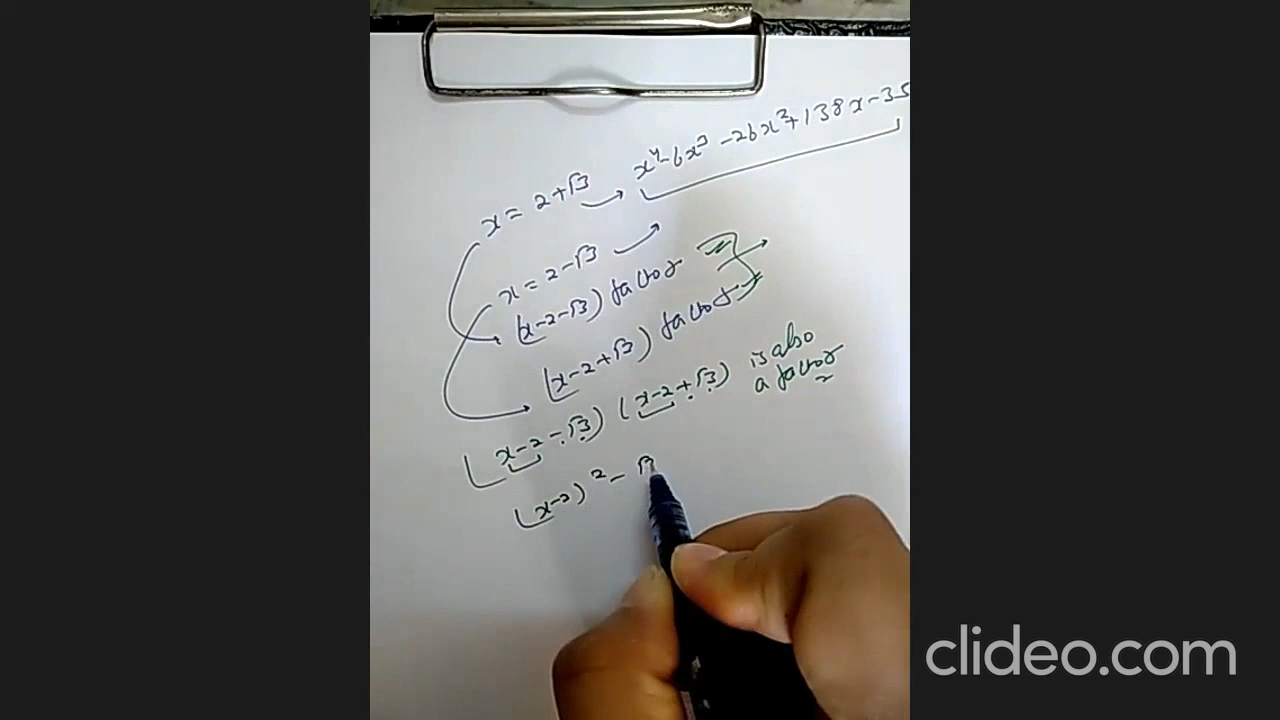 x⁴-6x³-26x²+138x-35
x = 2+√3
x = 2-√3
(x-2-√3) factor
(x-2+√3) factor
(x-2-√3) (x-2+√3) is also
a factor
(x-2)² - √3
clideo.com